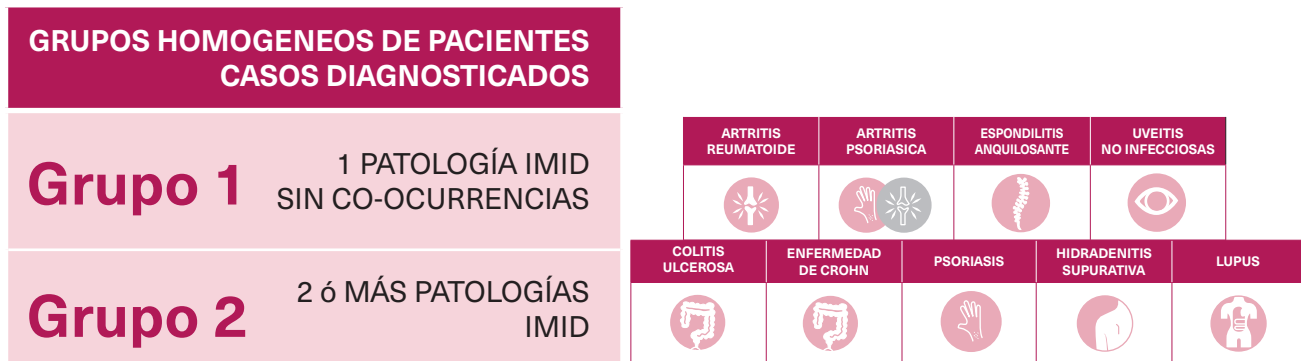 GRUPOS HOMOGENEOS DE PACIENTES
CASOS DIAGNOSTICADOS
Grupo 1
1 PATOLOGÍA IMID
SIN CO-OCURRENCIAS
Grupo 2
2 ó MÁS PATOLOGÍAS
IMID
ARTRITIS
REUMATOIDE
ARTRITIS
PSORIASICA
ESPONDILITIS
ANQUILOSANTE
UVEITIS
NO INFECCIOSAS
COLITIS
ULCEROSA
ENFERMEDAD
DE CROHN
PSORIASIS
HIDRADENITIS
SUPURATIVA
LUPUS